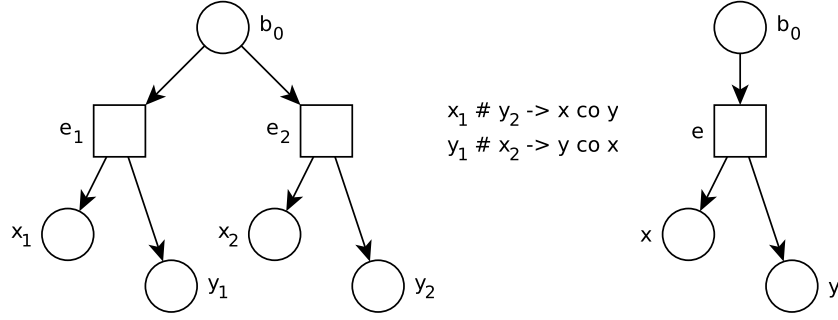 b0
b0
x1 # y2 -> x co y
e1
e2
e
y1 # x2 -> y co x
x1
x2
x
y1
y2
y